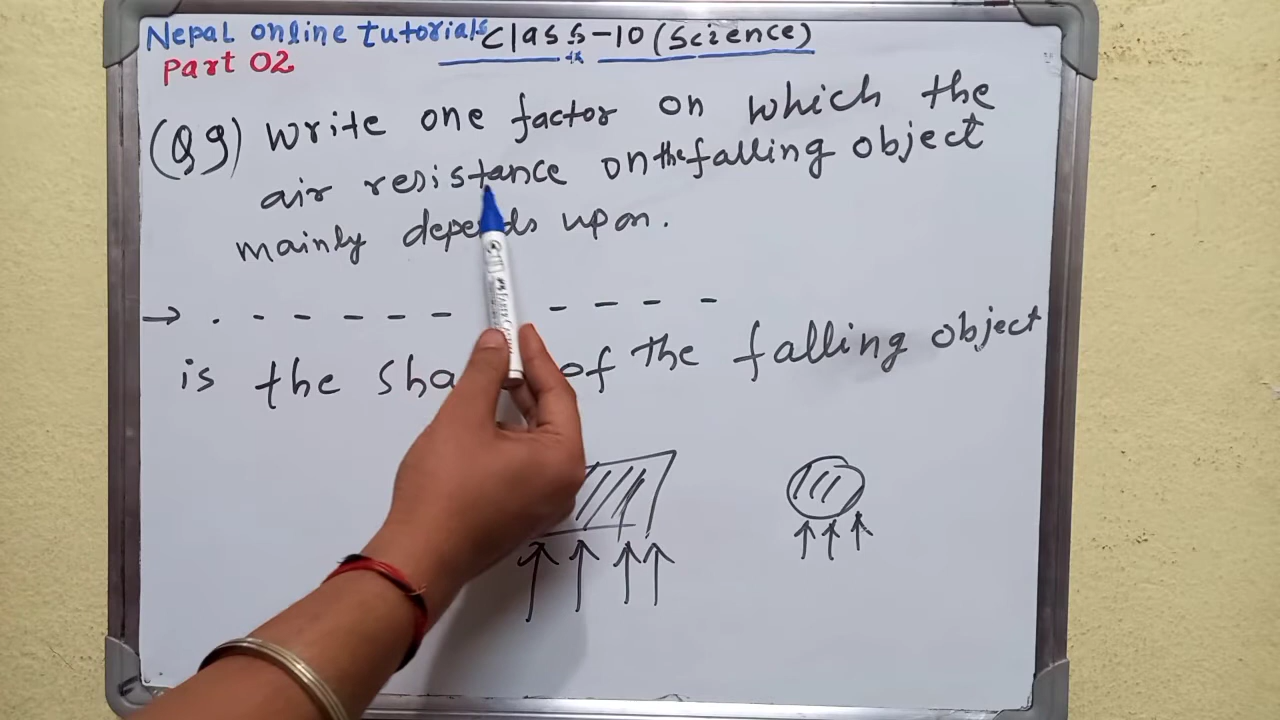 Nepal online tutorials Class-10 (Science)
Part 02
(Q9) Write one factor on which the
air resistance on the falling object
mainly depends upon.
→ . - - - - - - - - -
is the sha of the falling object